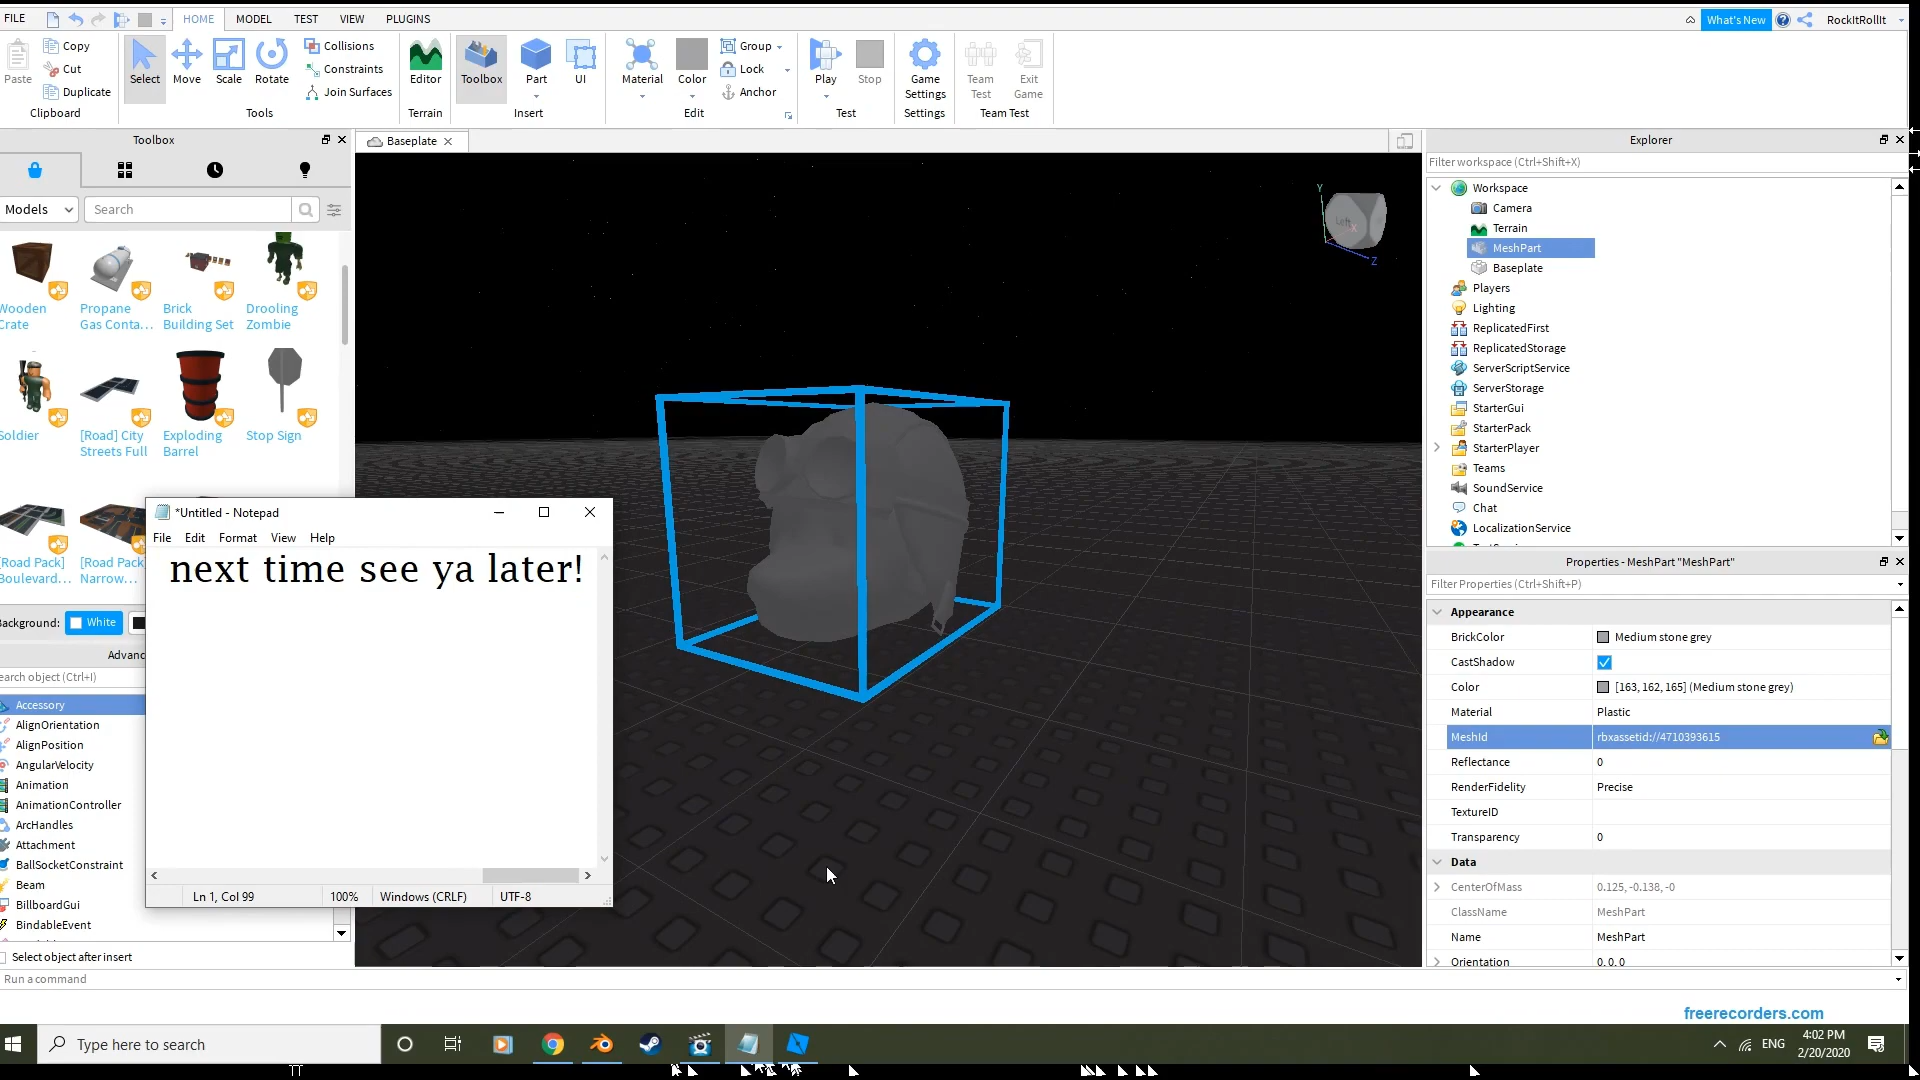 FILE
HOME
MODEL
TEST
VIEW
PLUGINS
What's New
RockItRollIt
Paste
Copy
Cut
Duplicate
Clipboard
Select
Move
Scale
Rotate
Tools
Collisions
Constraints
Join Surfaces
Editor
Terrain
Toolbox
Part
UI
Insert
Material
Color
Group
Lock
Anchor
Edit
Play
Stop
Test
Game
Settings
Settings
Team
Test
Exit
Game
Team Test
Toolbox
Models
Search
Wooden
Crate
Propane
Gas Conta...
Brick
Building Set
Drooling
Zombie
Soldier
[Road] City
Streets Full
Exploding
Barrel
Stop Sign
[Road Pack]
Boulevard...
[Road Pack
Narrow...
Background:
White
Advanc
earch object (Ctrl+I)
Accessory
AlignOrientation
AlignPosition
AngularVelocity
Animation
AnimationController
ArcHandles
Attachment
BallSocketConstraint
Beam
BillboardGui
BindableEvent
Select object after insert
Run a command
Baseplate
Y
Left
X
Z
*Untitled - Notepad
File
Edit
Format
View
Help
next time see ya later!
Ln 1, Col 99
100%
Windows (CRLF)
UTF-8
Explorer
Filter workspace (Ctrl+Shift+X)
Workspace
Camera
Terrain
MeshPart
Baseplate
Players
Lighting
ReplicatedFirst
ReplicatedStorage
ServerScriptService
ServerStorage
StarterGui
StarterPack
StarterPlayer
Teams
SoundService
Chat
LocalizationService
Properties - MeshPart "MeshPart"
Filter Properties (Ctrl+Shift+P)
Appearance
BrickColor Medium stone grey
CastShadow
Color [163, 162, 165] (Medium stone grey)
Material Plastic
MeshId rbxassetid://4710393615
Reflectance 0
RenderFidelity Precise
TextureID
Transparency 0
Data
CenterOfMass 0.125, -0.138, -0
ClassName MeshPart
Name MeshPart
Orientation 0, 0, 0
freerecorders.com
Type here to search
ENG
4:02 PM
2/20/2020